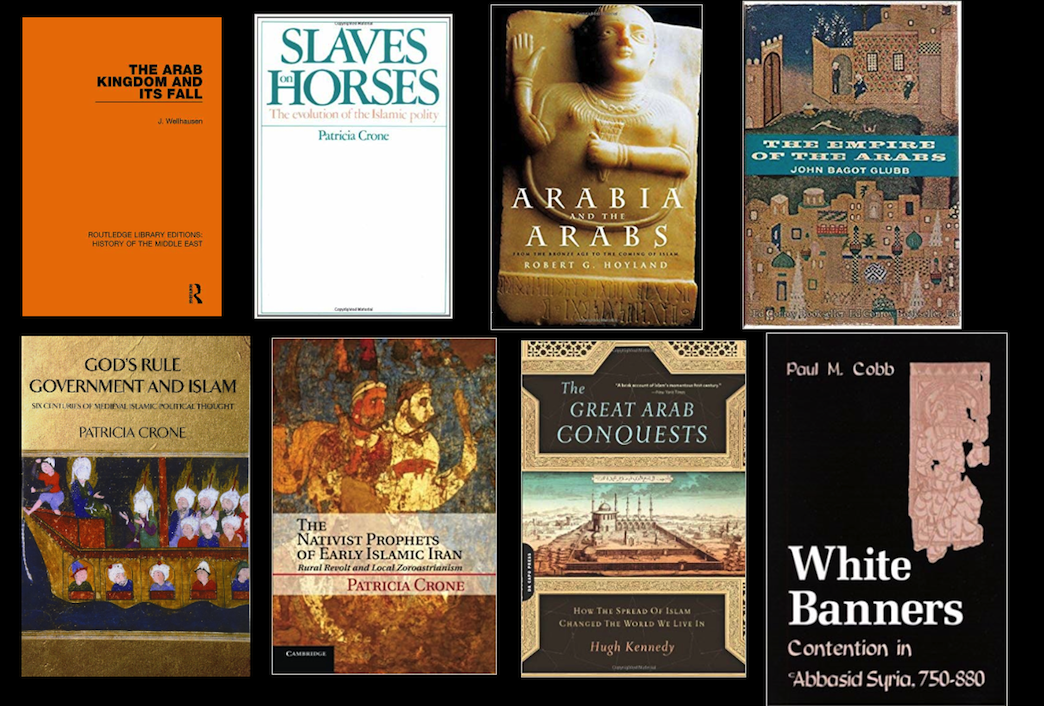 THE ARAB
KINGDOM AND
ITS FALL
J. Wellhausen
ROUTLEDGE LIBRARY EDITIONS:
HISTORY OF THE MIDDLE EAST
Copyrighted Material
SLAVES
on
HORSES
The evolution of the Islamic polity
Patricia Crone
Copyrighted Material
ARABIA
AND THE
ARABS
FROM THE BRONZE AGE TO THE COMING OF ISLAM
ROBERT G. HOYLAND
THE EMPIRE
OF THE ARABS
JOHN BAGOT GLUBB
GOD'S RULE
GOVERNMENT AND ISLAM
SIX CENTURIES OF MEDIEVAL ISLAMIC POLITICAL THOUGHT
PATRICIA CRONE
THE
NATIVIST PROPHETS
OF EARLY ISLAMIC IRAN
Rural Revolt and Local Zoroastrianism
PATRICIA CRONE
CAMBRIDGE
The
"A book account of Islam's momentous first century."
—New York Times
GREAT ARAB
CONQUESTS
DA CAPO PRESS
HOW THE SPREAD OF ISLAM
CHANGED THE WORLD WE LIVE IN
Hugh Kennedy
Paul M. Cobb
White
Banners
Contention in
ʿAbbasid Syria, 750-880